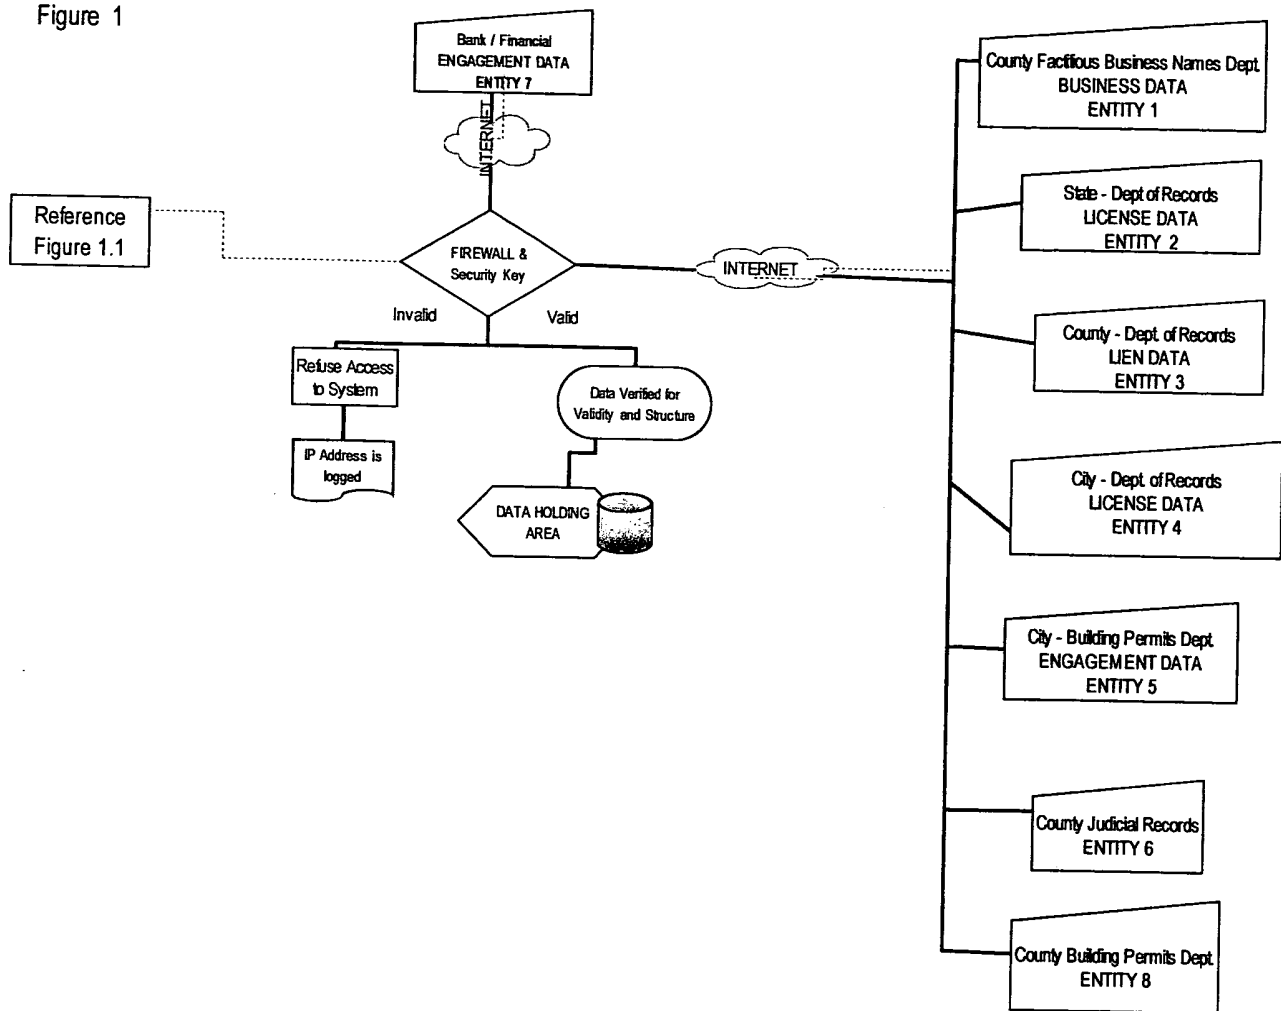 Figure 1
Bank / Financial
ENGAGEMENT DATA
ENTITY 7
INTERNET
Reference
Figure 1.1
FIREWALL &
Security Key
INTERNET
Invalid
Valid
Refuse Access
to System
IP Address is
logged
Data Verified for
Validity and Structure
DATA HOLDING
AREA
County Factitious Business Names Dept.
BUSINESS DATA
ENTITY 1
State - Dept of Records
LICENSE DATA
ENTITY 2
County - Dept. of Records
LIEN DATA
ENTITY 3
City - Dept. of Records
LICENSE DATA
ENTITY 4
City - Building Permits Dept.
ENGAGEMENT DATA
ENTITY 5
County Judicial Records
ENTITY 6
County Building Permits Dept.
ENTITY 8